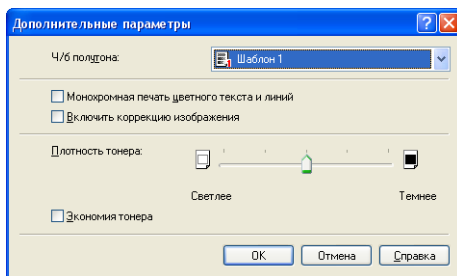 Дополнительные параметры
Ч/б полутона: Шаблон 1
Монохромная печать цветного текста и линий
Включить коррекцию изображения
Плотность тонера:
Светлее Темнее
Экономия тонера
OK Отмена Справка